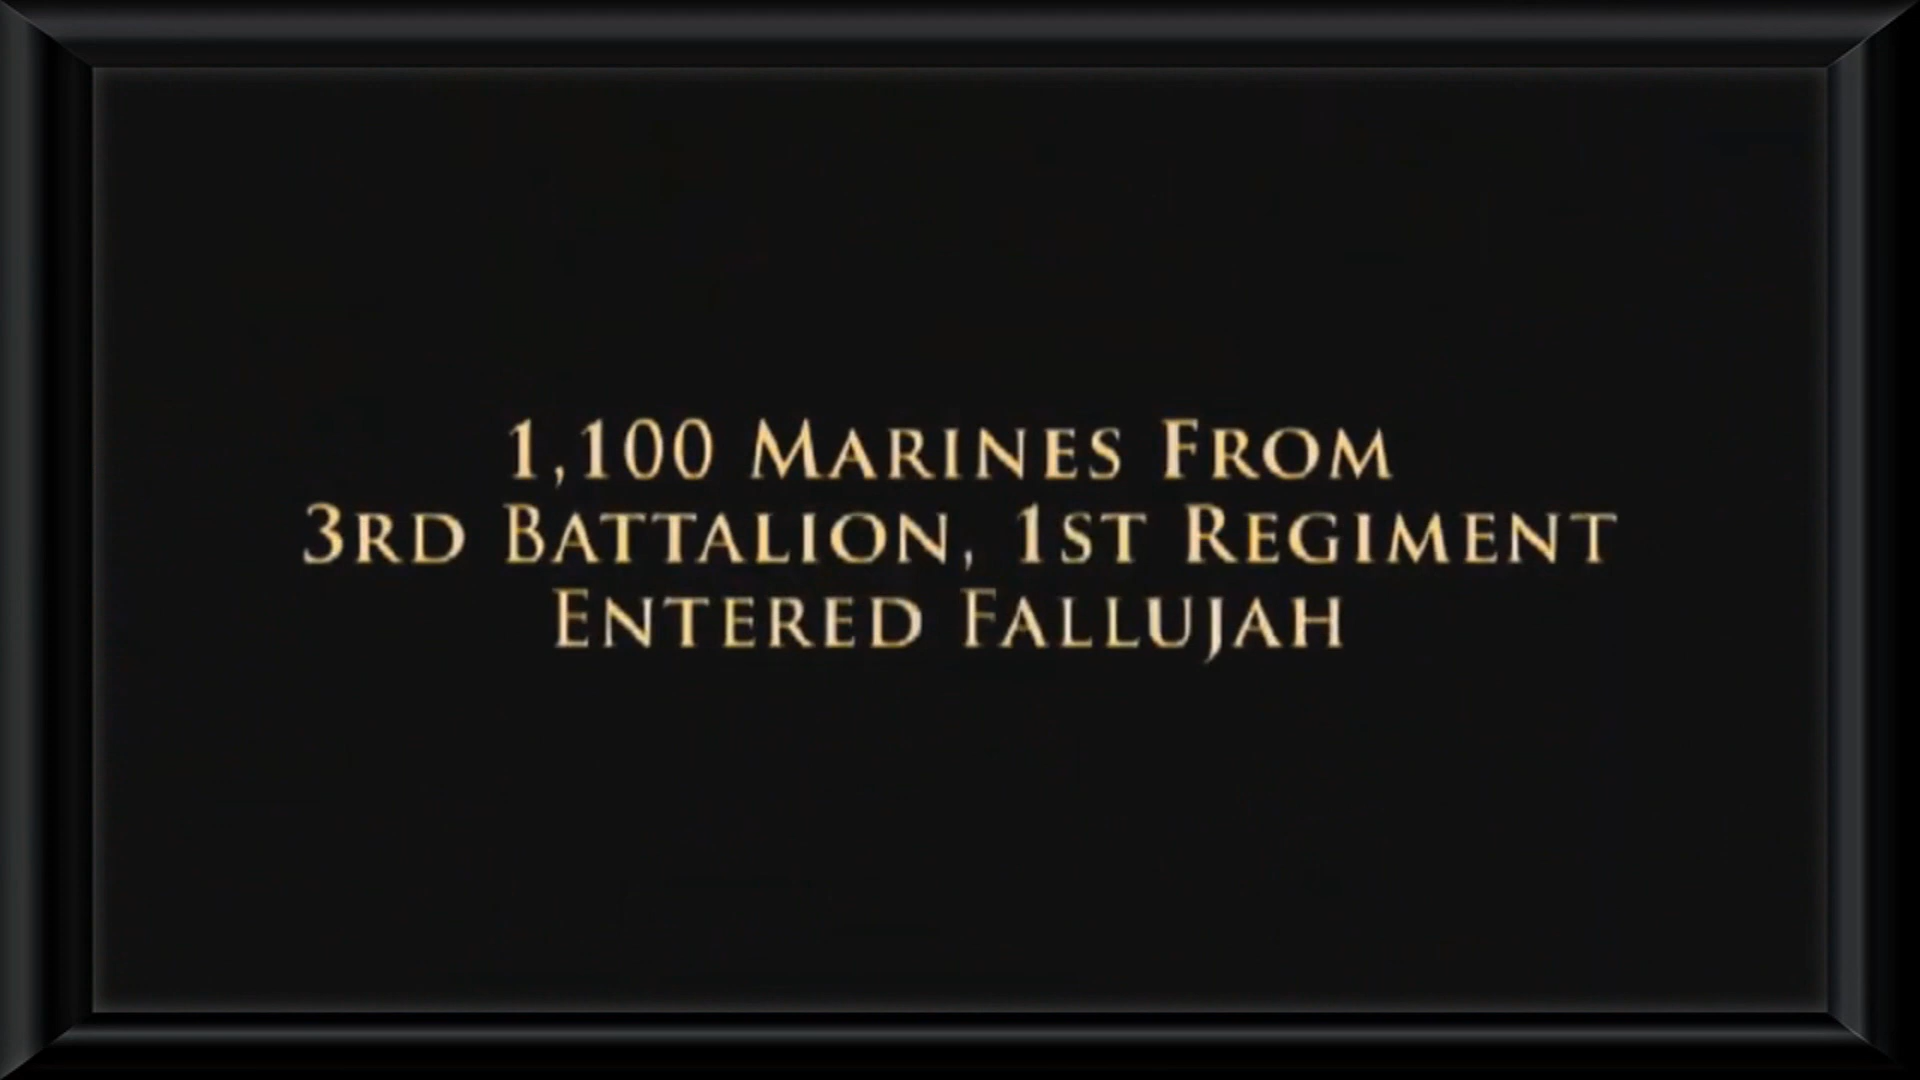 1,100 Marines From
3rd Battalion, 1st Regiment
Entered Fallujah